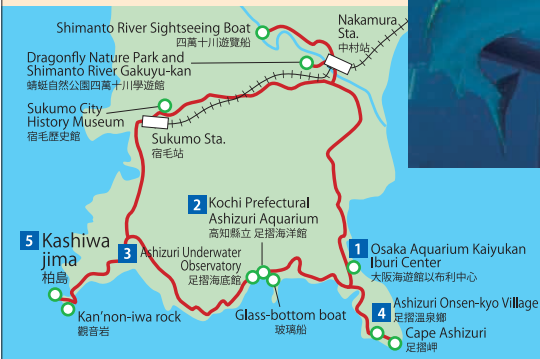 Shimanto River Sightseeing Boat
四萬十川遊覽船
Nakamura
Sta.
中村站
Dragonfly Nature Park and
Shimanto River Gakuyu-kan
蜻蜓自然公園四萬十川學遊館
Sukumo City
History Museum
宿毛歷史館
Sukumo Sta.
宿毛站
2 Kochi Prefectural
Ashizuri Aquarium
高知縣立 足摺海洋館
5 Kashiwa
jima
柏島
3 Ashizuri Underwater
Observatory
足摺海底館
1 Osaka Aquarium Kaiyukan
Iburi Center
大阪海遊館以布利中心
Kan'non-iwa rock
觀音岩
Glass-bottom boat
玻璃船
4 Ashizuri Onsen-kyo Village
足摺溫泉鄉
Cape Ashizuri
足摺岬